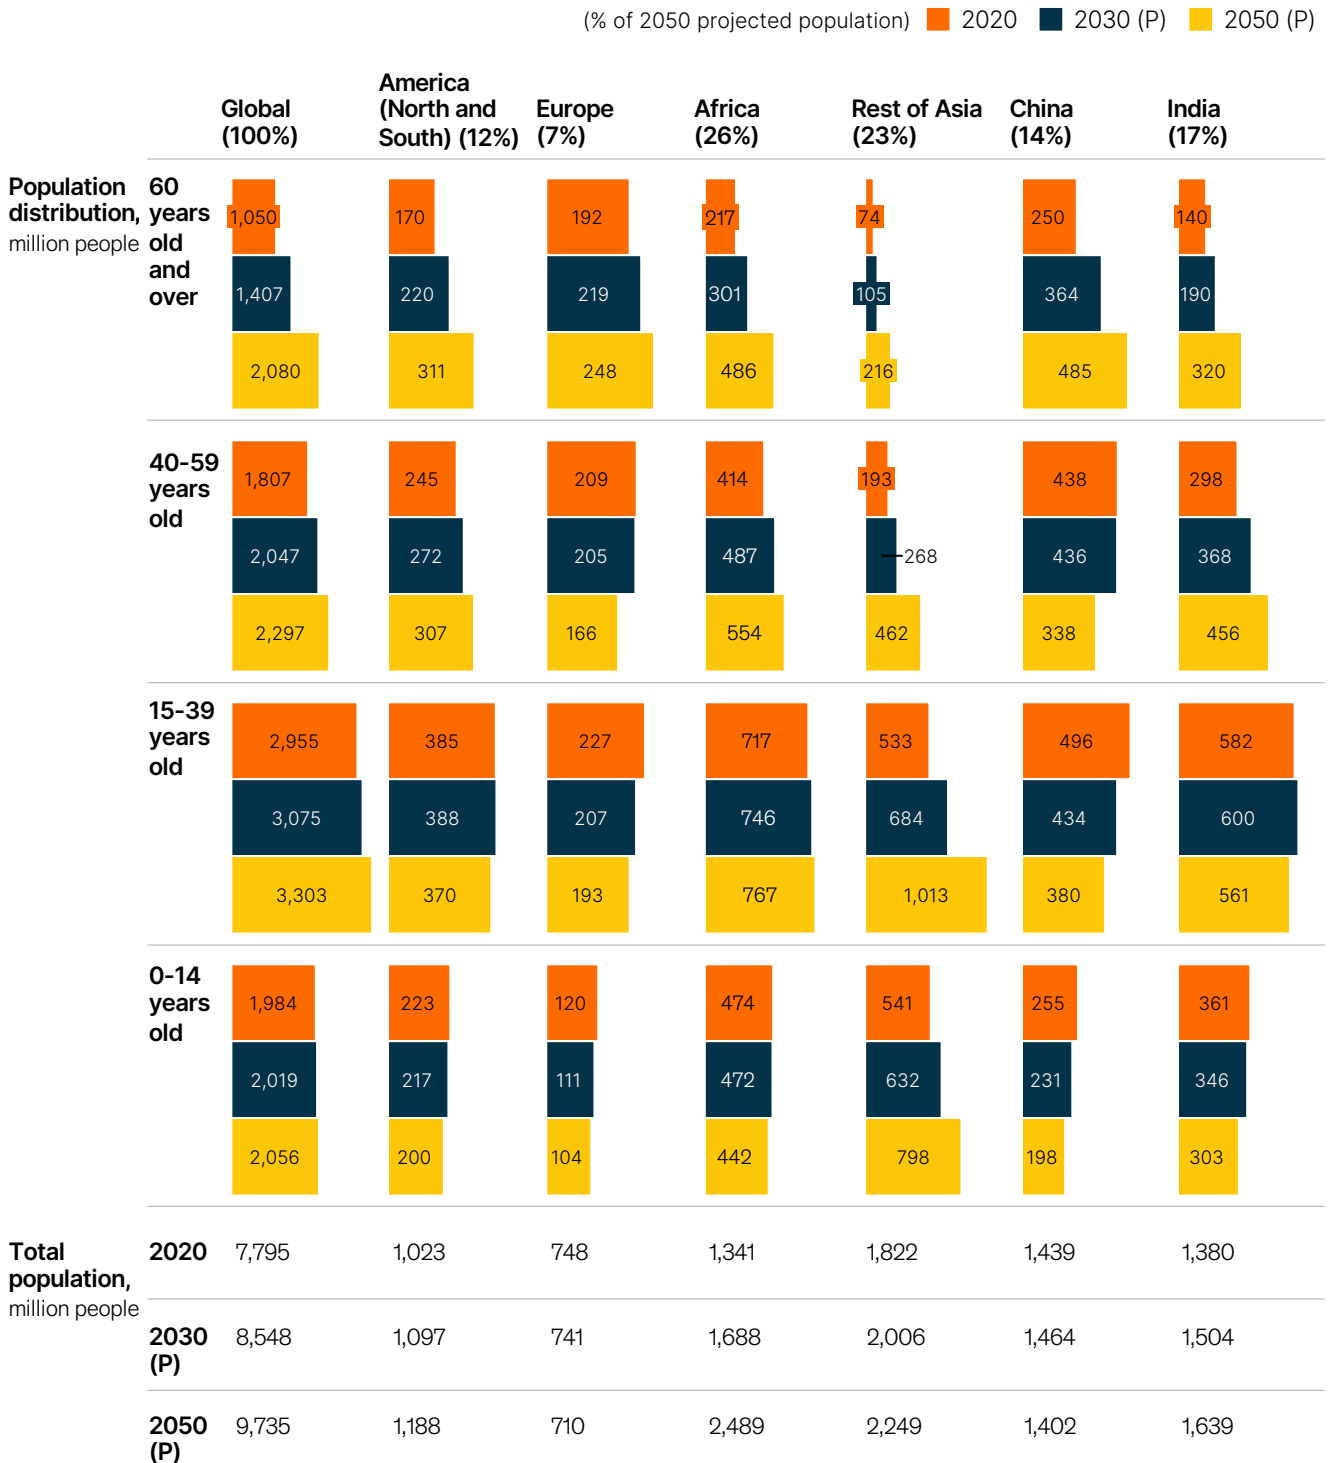 (% of 2050 projected population) 2020 2030 (P) 2050 (P)
Global (100%)
America (North and South) (12%)
Europe (7%)
Africa (26%)
Rest of Asia (23%)
China (14%)
India (17%)
Population distribution, million people
60 years old and over
1,050 170 192 217 74 250 140
1,407 220 219 301 105 364 190
2,080 311 248 486 216 485 320
40-59 years old
1,807 245 209 414 193 438 298
2,047 272 205 487 268 436 368
2,297 307 166 554 462 338 456
15-39 years old
2,955 385 227 717 533 496 582
3,075 388 207 746 684 434 600
3,303 370 193 767 1,013 380 561
0-14 years old
1,984 223 120 474 541 255 361
2,019 217 111 472 632 231 346
2,056 200 104 442 798 198 303
Total population, million people
2020 7,795 1,023 748 1,341 1,822 1,439 1,380
2030 (P) 8,548 1,097 741 1,688 2,006 1,464 1,504
2050 (P) 9,735 1,188 710 2,489 2,249 1,402 1,639